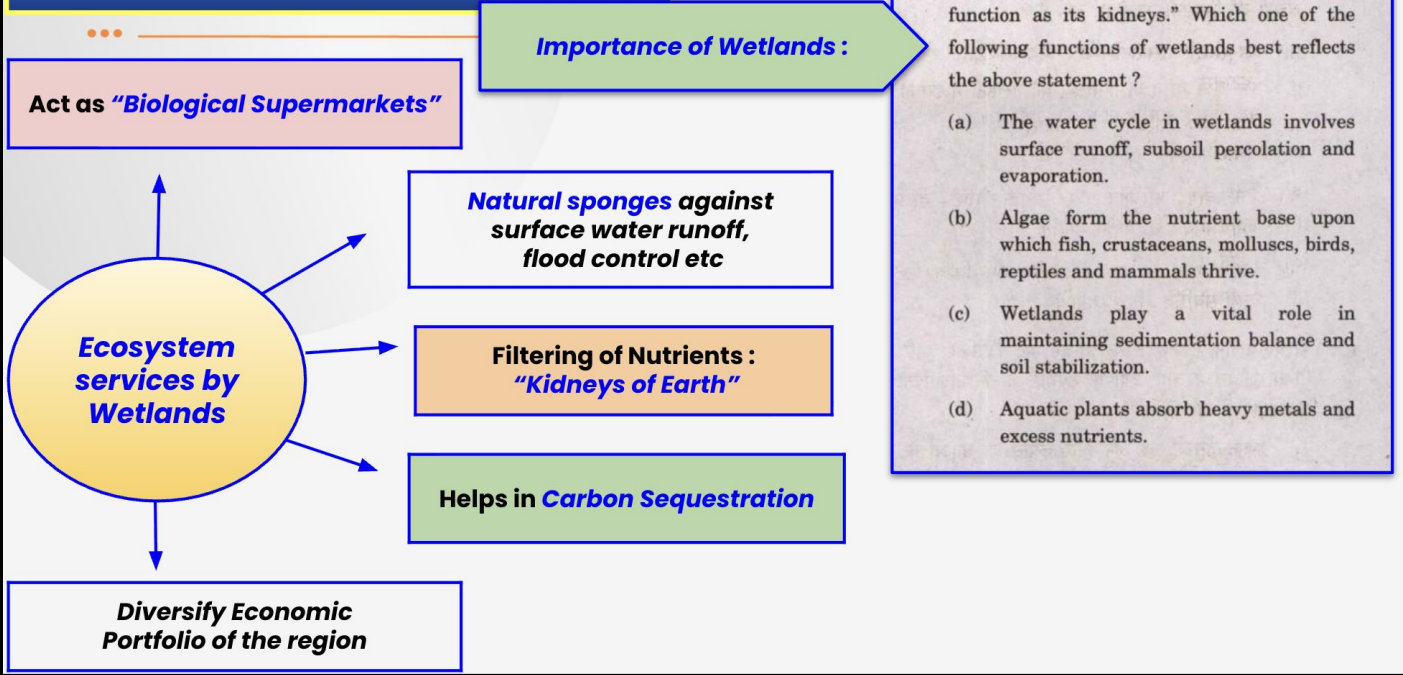 Importance of Wetlands :
Act as “Biological Supermarkets”
Natural sponges against
surface water runoff,
flood control etc
Ecosystem
services by
Wetlands
Filtering of Nutrients :
“Kidneys of Earth”
Helps in Carbon Sequestration
Diversify Economic
Portfolio of the region
function as its kidneys.” Which one of the
following functions of wetlands best reflects
the above statement ?
(a) The water cycle in wetlands involves
surface runoff, subsoil percolation and
evaporation.
(b) Algae form the nutrient base upon
which fish, crustaceans, molluscs, birds,
reptiles and mammals thrive.
(c) Wetlands play a vital role in
maintaining sedimentation balance and
soil stabilization.
(d) Aquatic plants absorb heavy metals and
excess nutrients.